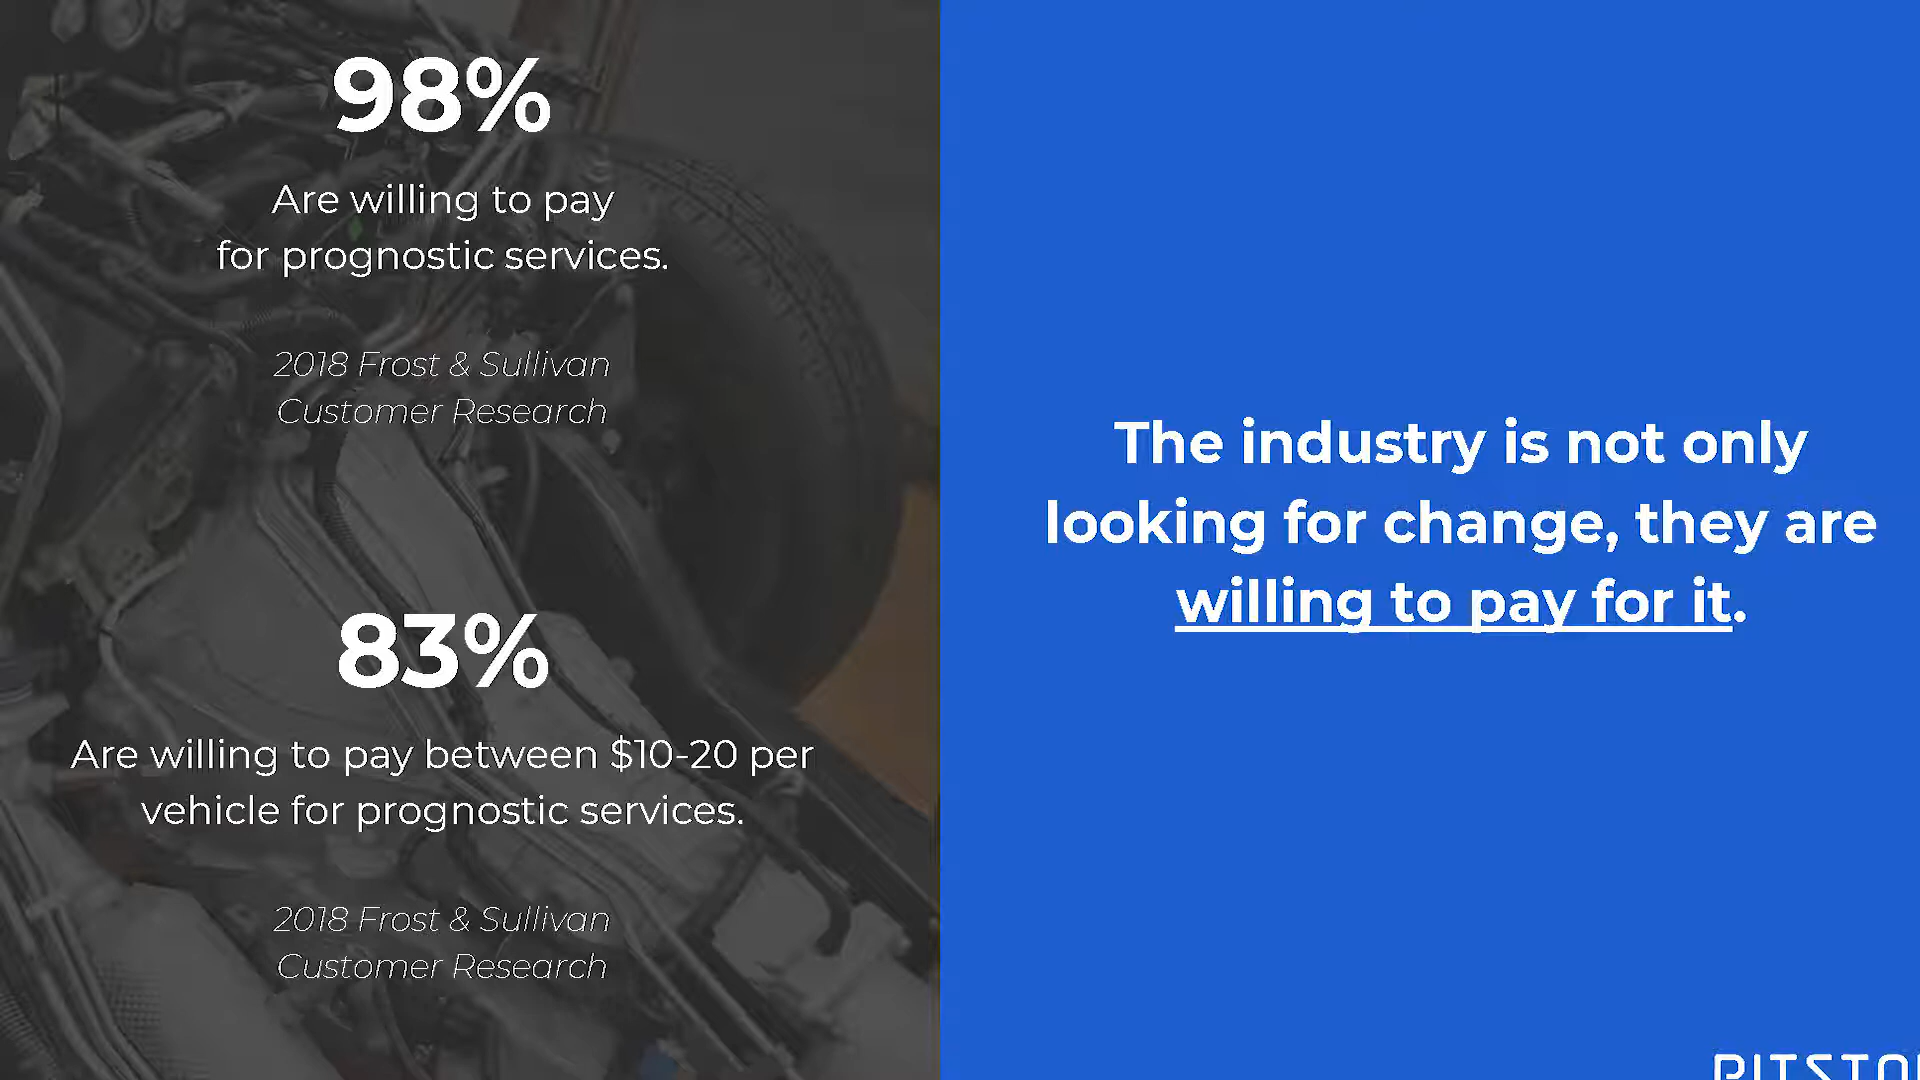 98%
Are willing to pay
for prognostic services.
2018 Frost & Sullivan
Customer Research
83%
Are willing to pay between $10-20 per
vehicle for prognostic services.
2018 Frost & Sullivan
Customer Research
The industry is not only
looking for change, they are
willing to pay for it.